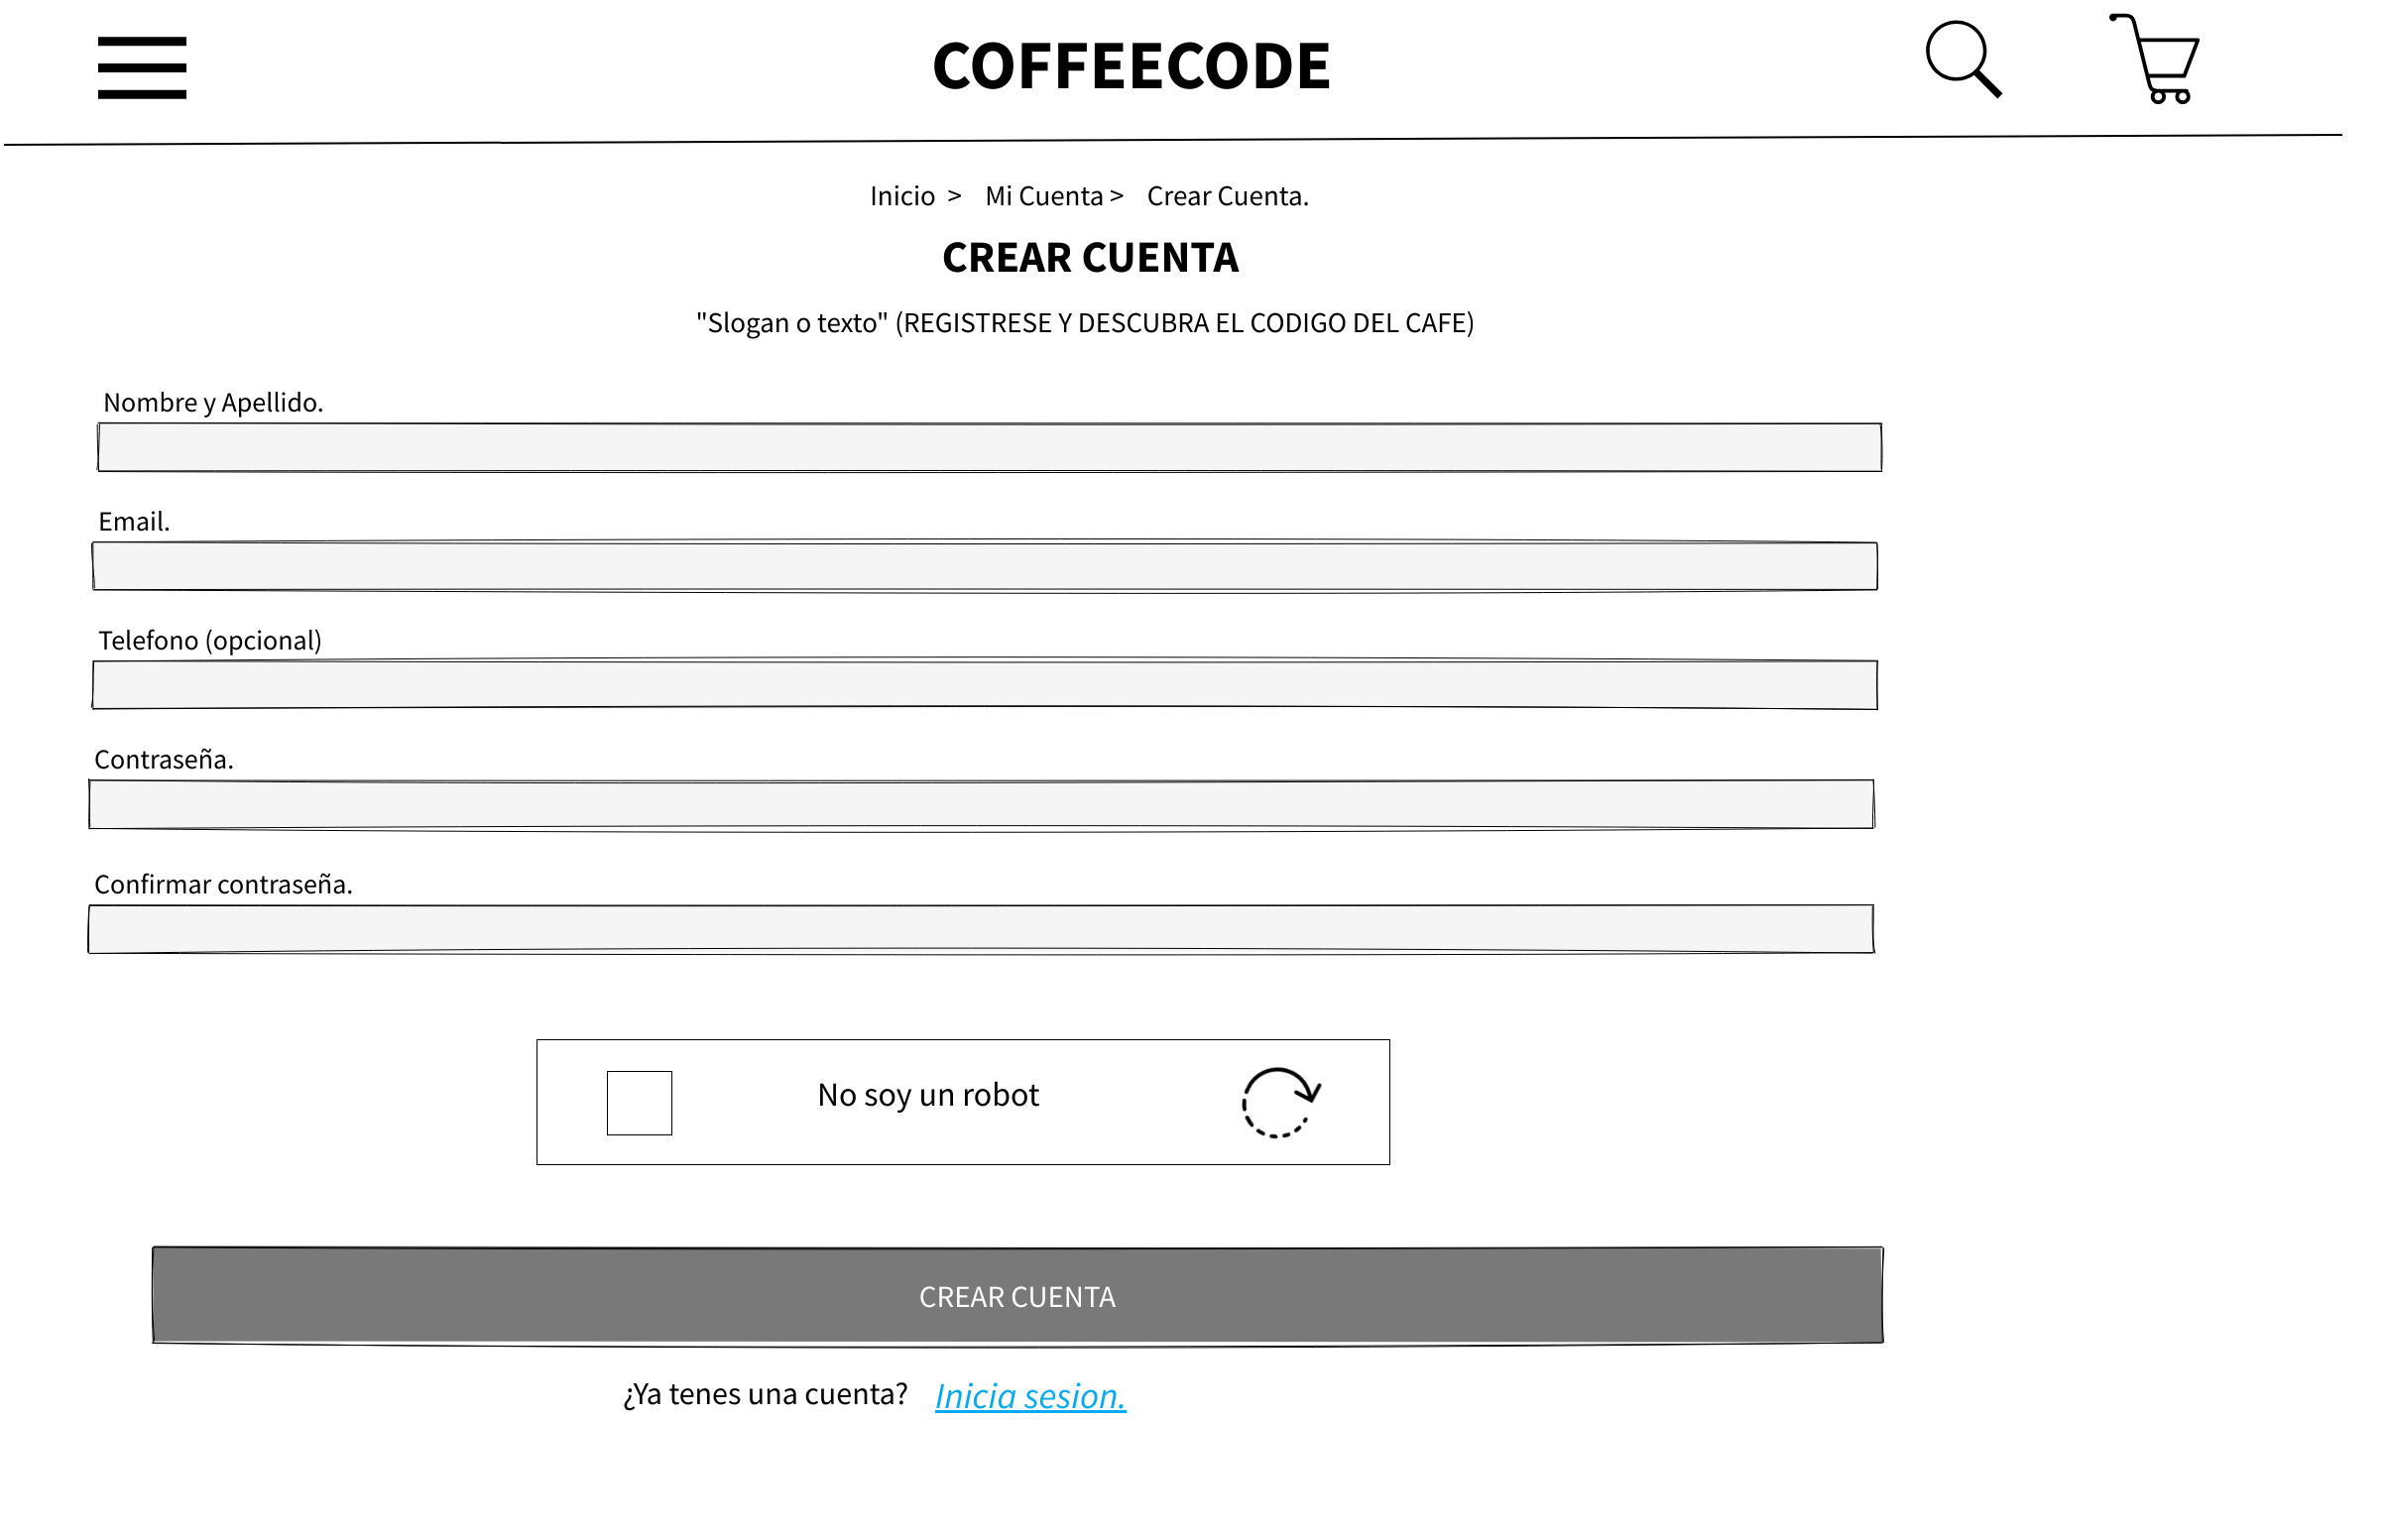 COFFEECODE
Inicio > Mi Cuenta > Crear Cuenta.
CREAR CUENTA
"Slogan o texto" (REGISTRESE Y DESCUBRA EL CODIGO DEL CAFE)
Nombre y Apellido.
Email.
Telefono (opcional)
Contraseña.
Confirmar contraseña.
No soy un robot
CREAR CUENTA
¿Ya tenes una cuenta? Inicia sesion.